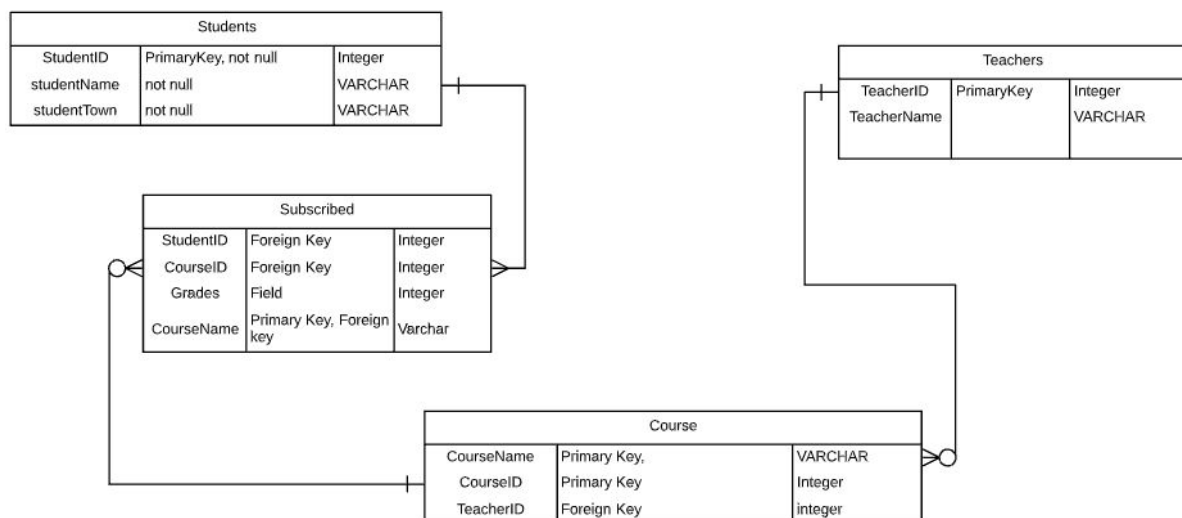 Students
StudentID PrimaryKey, not null Integer
studentName not null VARCHAR
studentTown not null VARCHAR
Teachers
TeacherID PrimaryKey Integer
TeacherName VARCHAR
Subscribed
StudentID Foreign Key Integer
CourseID Foreign Key Integer
Grades Field Integer
CourseName Primary Key, Foreign key Varchar
Course
CourseName Primary Key, VARCHAR
CourseID Primary Key Integer
TeacherID Foreign Key integer